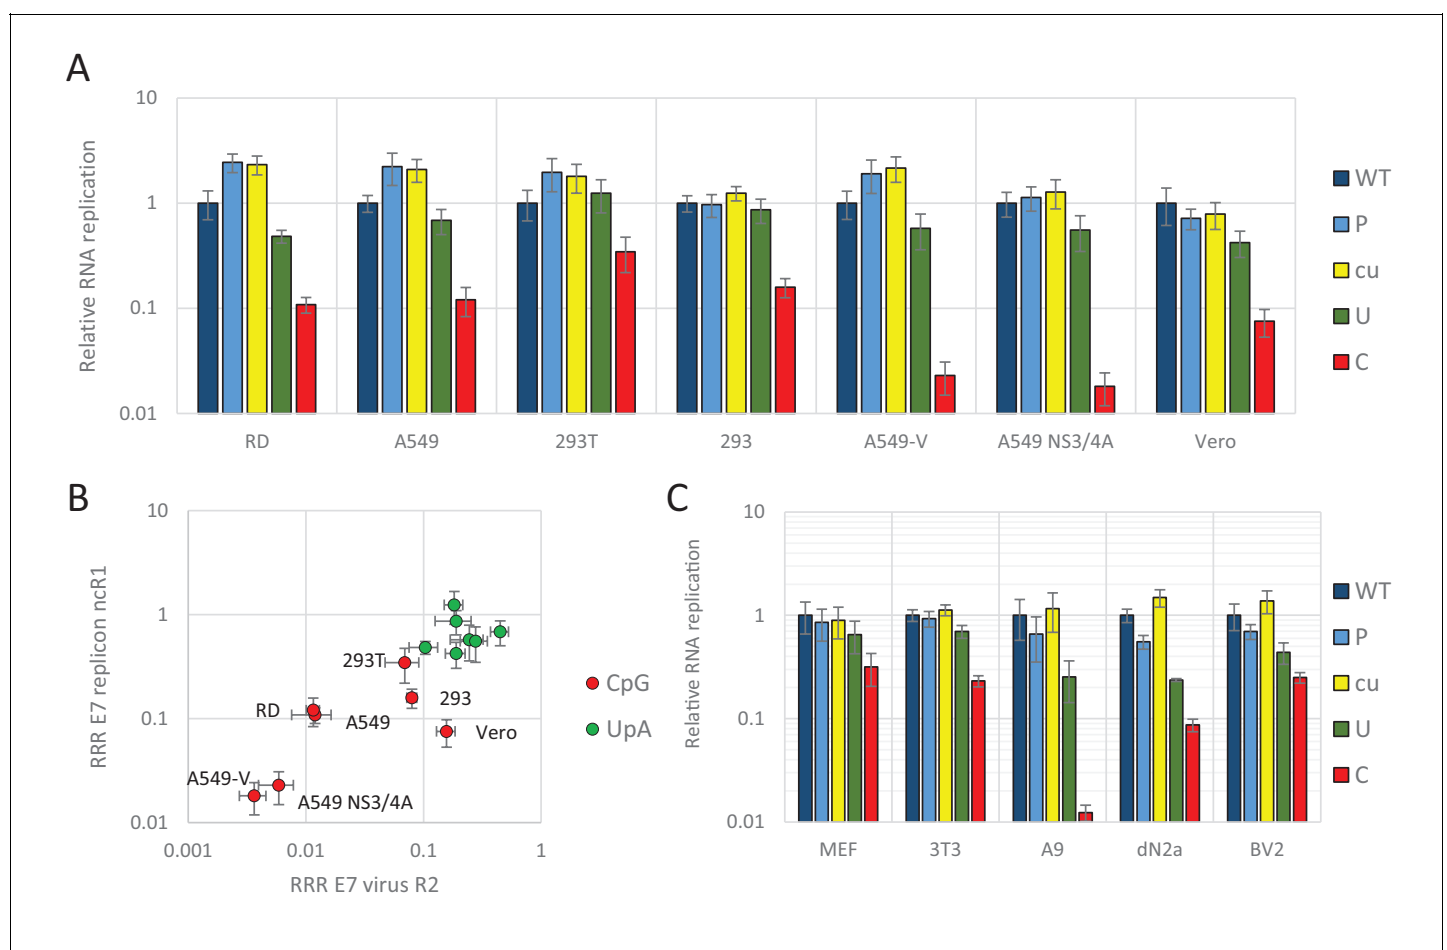 A
Relative RNA replication
10
1
0.1
0.01
RD A549 293T 293 A549-V A549 NS3/4A Vero
WT
P
cu
U
C
B
RRR E7 replicon ncR1
10
1
0.1
0.01
293T
293
RD
A549
Vero
A549-V
A549 NS3/4A
0.001 0.01 0.1 1
RRR E7 virus R2
CpG
UpA
C
Relative RNA replication
10
1
0.1
0.01
MEF 3T3 A9 dN2a BV2
WT
P
cu
U
C